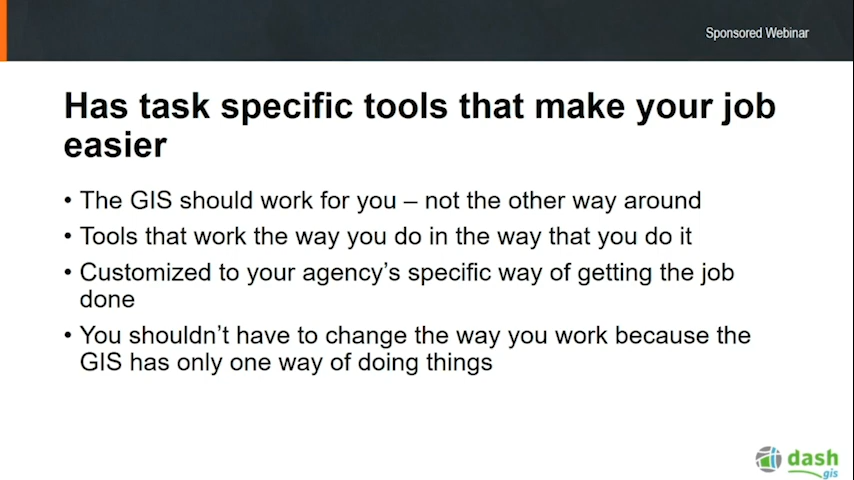 Sponsored Webinar
Has task specific tools that make your job
easier
• The GIS should work for you – not the other way around
• Tools that work the way you do in the way that you do it
• Customized to your agency’s specific way of getting the job
done
• You shouldn’t have to change the way you work because the
GIS has only one way of doing things
dash
gis